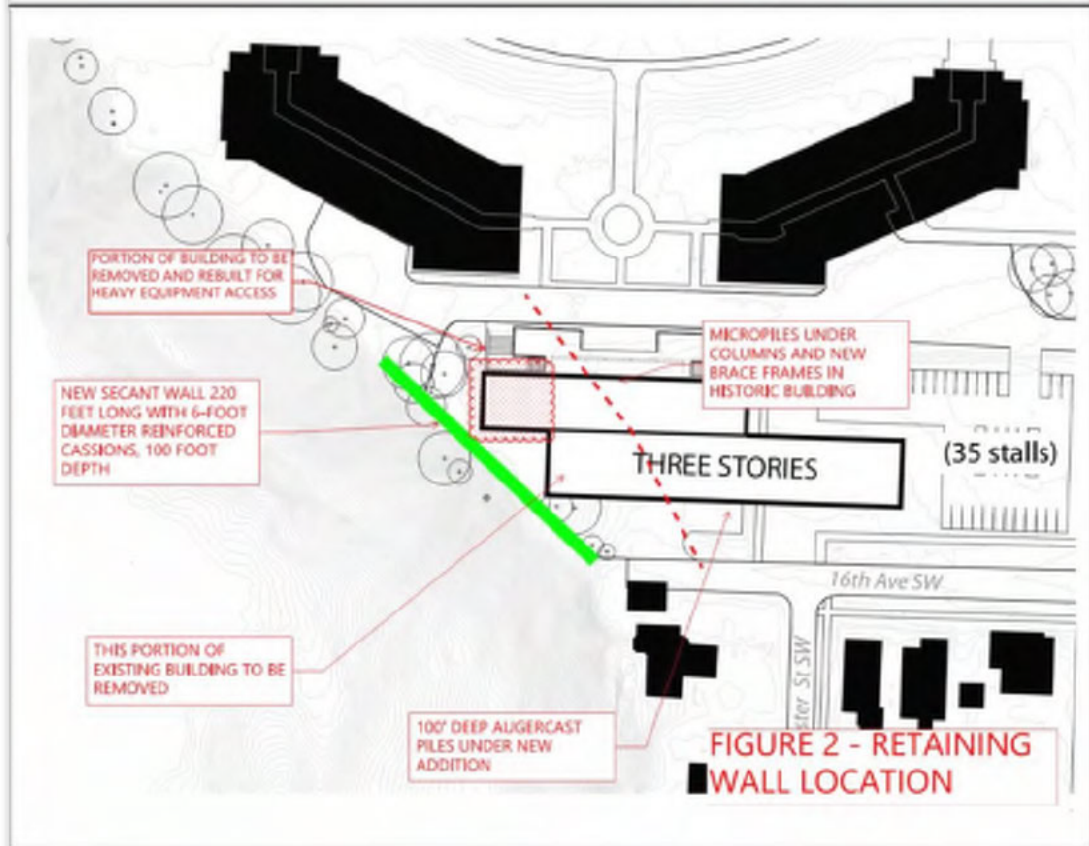 PORTION OF BUILDING TO BE
REMOVED AND REBUILT FOR
HEAVY EQUIPMENT ACCESS
MICROPILES UNDER
COLUMNS AND NEW
BRACE FRAMES IN
HISTORIC BUILDING
NEW SECANT WALL 220
FEET LONG WITH 6-FOOT
DIAMETER REINFORCED
CASSIONS, 100 FOOT
DEPTH
THREE STORIES
(35 stalls)
16th Ave SW
THIS PORTION OF
EXISTING BUILDING TO BE
REMOVED
ster St SW
100' DEEP AUGERCAST
PILES UNDER NEW
ADDITION
FIGURE 2 - RETAINING
WALL LOCATION